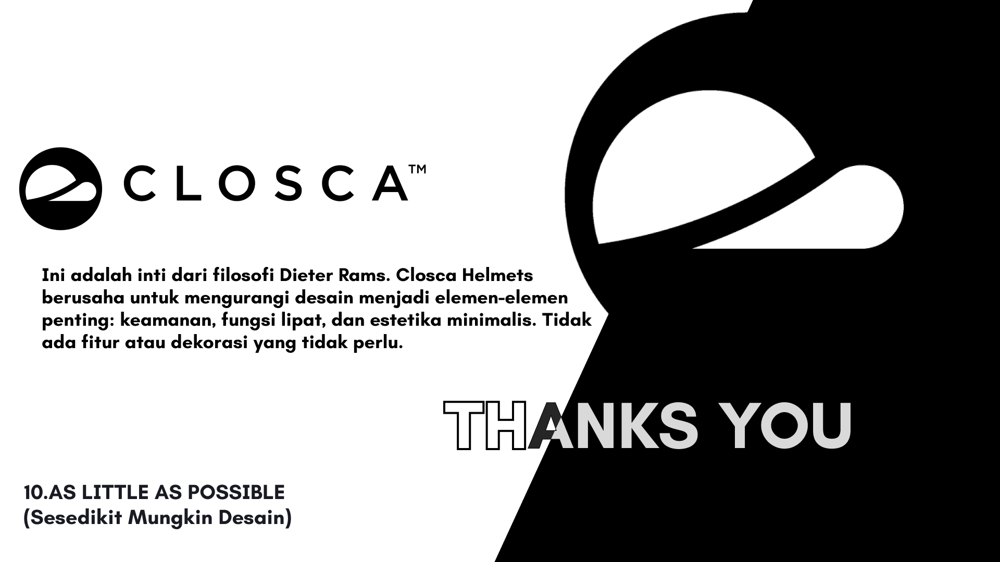 CLOSCA™
Ini adalah inti dari filosofi Dieter Rams. Closca Helmets
berusaha untuk mengurangi desain menjadi elemen-elemen
penting: keamanan, fungsi lipat, dan estetika minimalis. Tidak
ada fitur atau dekorasi yang tidak perlu.
THANKS YOU
10.AS LITTLE AS POSSIBLE
(Sesedikit Mungkin Desain)